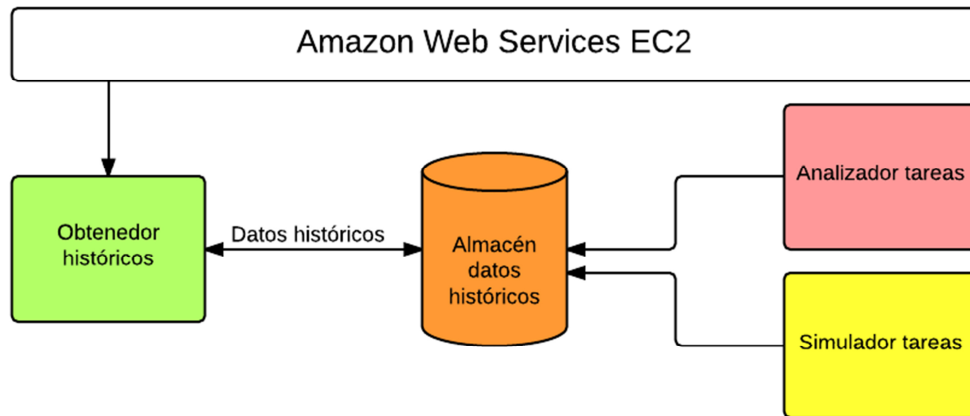 Amazon Web Services EC2
Analizador tareas
Obtenedor
históricos
Datos históricos
Almacén
datos
históricos
Simulador tareas